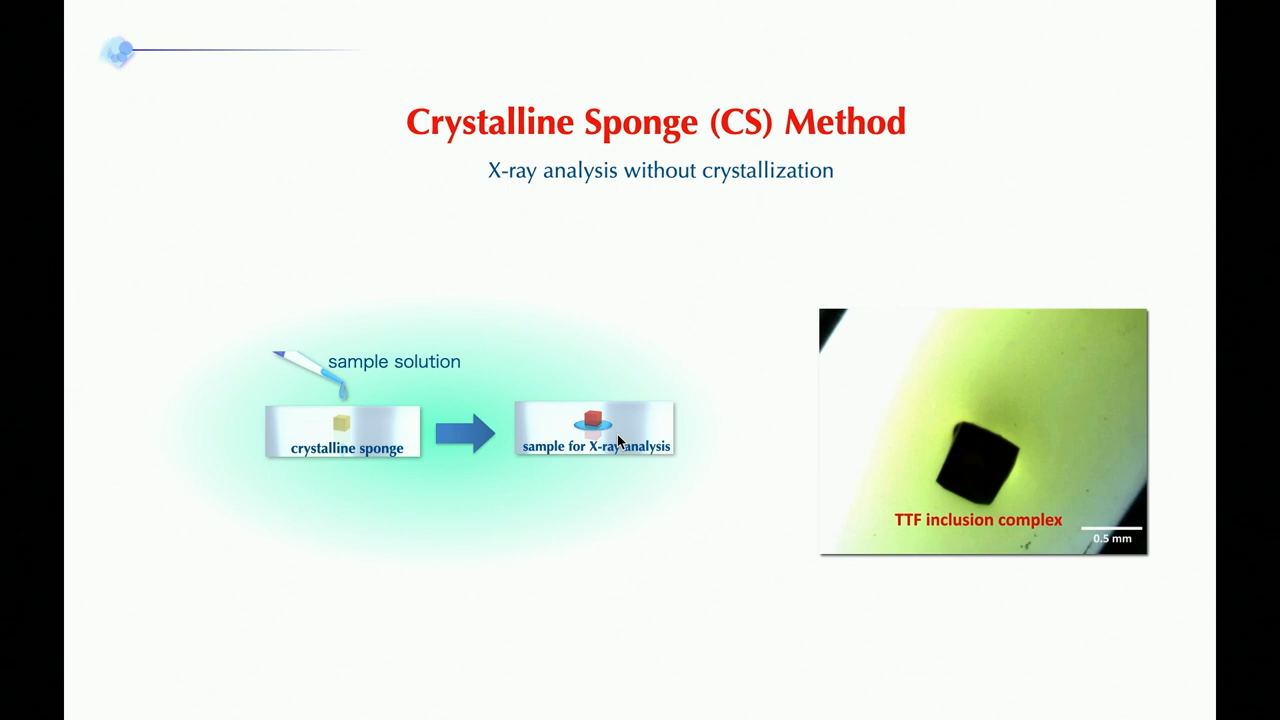 Crystalline Sponge (CS) Method
X-ray analysis without crystallization
sample solution
crystalline sponge
sample for X-ray analysis
TTF inclusion complex
0.5 mm